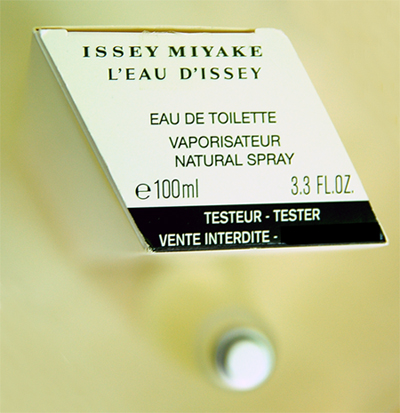 ISSEY MIYAKE
L'EAU D'ISSEY
EAU DE TOILETTE
VAPORISATEUR
NATURAL SPRAY
℮100ml 3.3 FL.OZ.
TESTEUR - TESTER
VENTE INTERDITE -